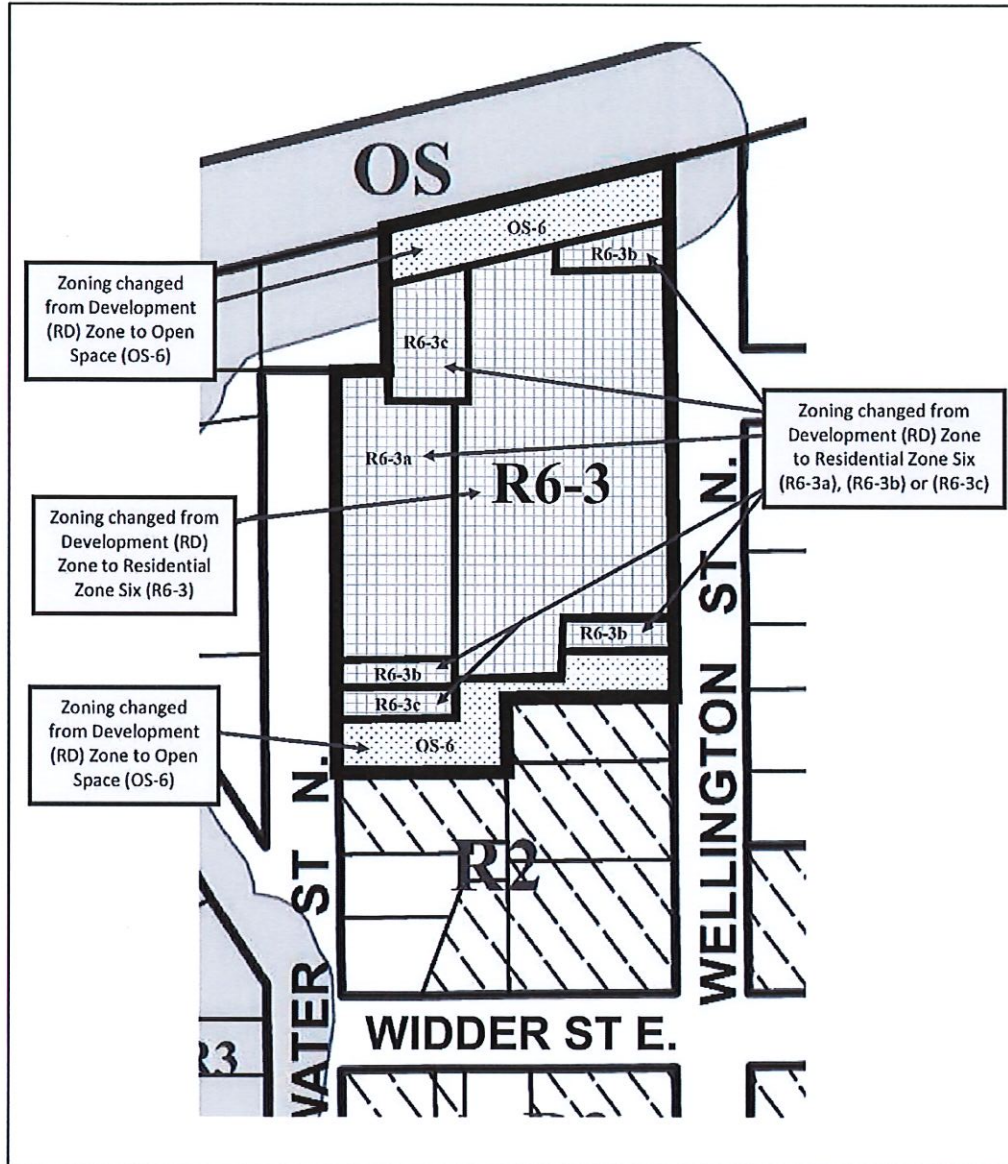 OS
OS-6
R6-3b
Zoning changed
from Development
(RD) Zone to Open
Space (OS-6)
R6-3c
Zoning changed from
Development (RD) Zone
to Residential Zone Six
(R6-3a), (R6-3b) or (R6-3c)
R6-3a
R6-3
Zoning changed from
Development (RD)
Zone to Residential
Zone Six (R6-3)
R6-3b
R6-3b
R6-3c
Zoning changed
from Development
(RD) Zone to Open
Space (OS-6)
OS-6
WELLINGTON ST N.
R2
WATER ST N.
WIDDER ST E.
R3